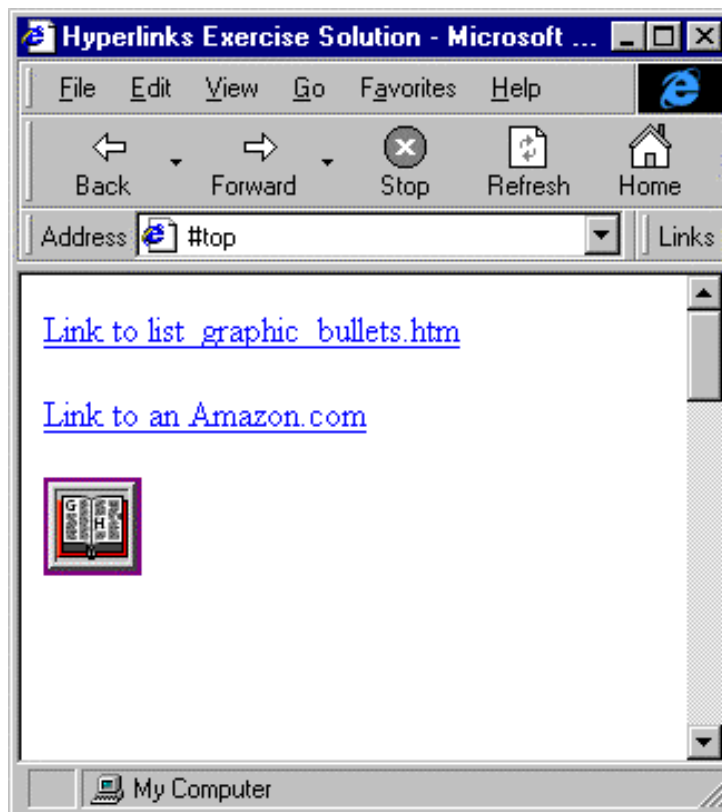 Hyperlinks Exercise Solution - Microsoft ...
File Edit View Go Favorites Help
Back Forward Stop Refresh Home
Address #top Links
Link to list_graphic_bullets.htm
Link to an Amazon.com
G
H
My Computer